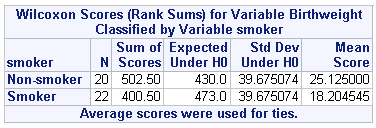 Wilcoxon Scores (Rank Sums) for Variable Birthweight
Classified by Variable smoker
smoker N Sum of Scores Expected Under H0 Std Dev Under H0 Mean Score
Non-smoker 20 502.50 430.0 39.675074 25.125000
Smoker 22 400.50 473.0 39.675074 18.204545
Average scores were used for ties.